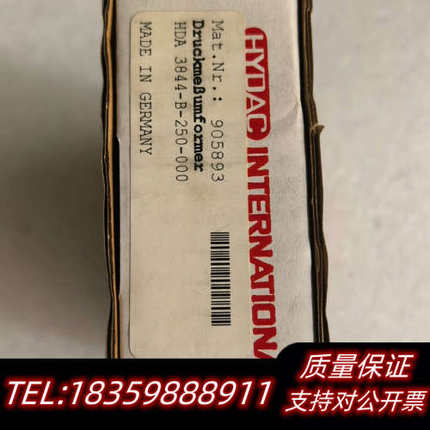 HYDAC INTERNATIONA
Mat.Nr.: 905893
Druckmeßumformer
HDA 3844-B-250-000
MADE IN GERMANY
TEL:18359888911
质量保证
支持对公开票